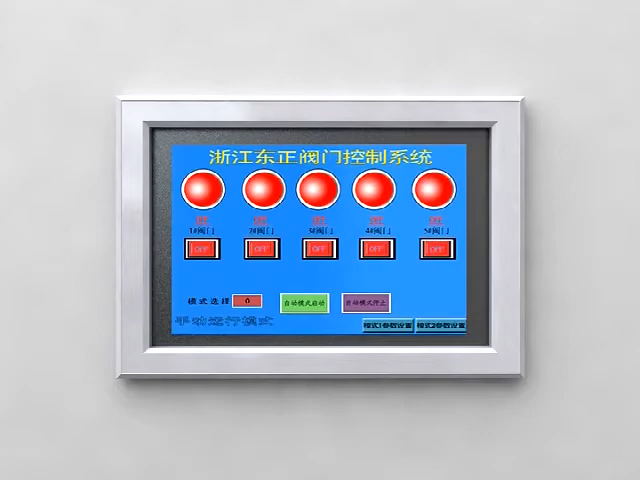 浙江东正阀门控制系统
OFF OFF OFF OFF OFF
1#阀门 2#阀门 3#阀门 4#阀门 5#阀门
OFF OFF OFF OFF OFF
模式选择 0 自动模式启动 自动模式停止
手动运行模式
模式1参数设置 模式2参数设置